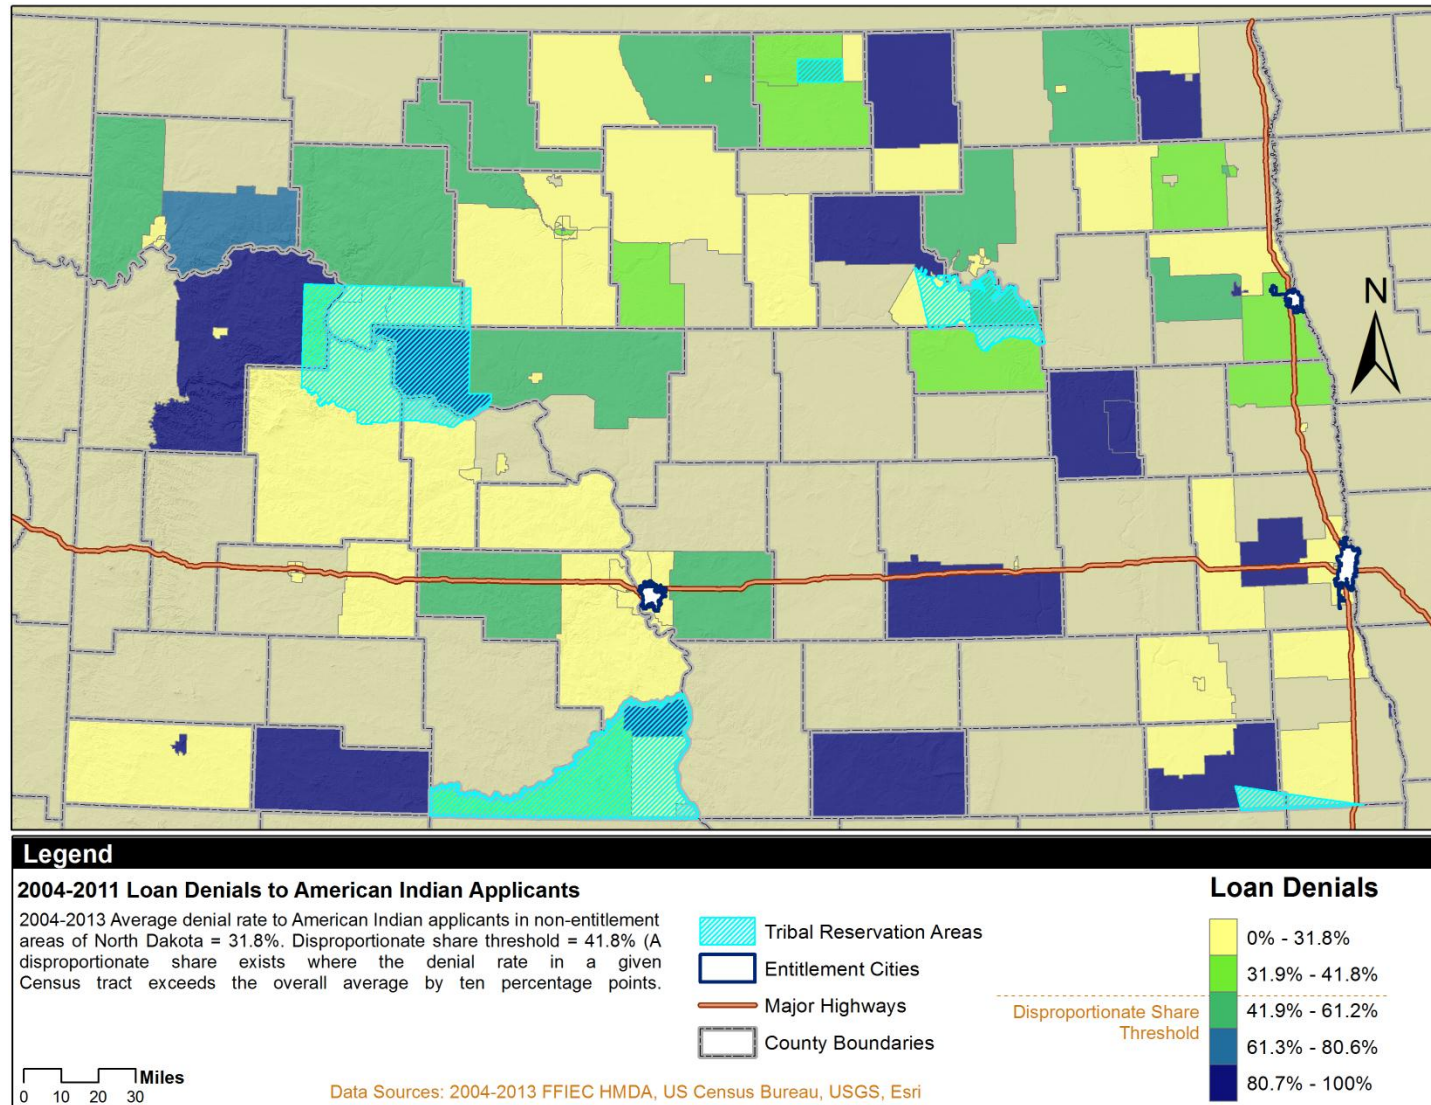 N
Legend
2004-2011 Loan Denials to American Indian Applicants
2004-2013 Average denial rate to American Indian applicants in non-entitlement
areas of North Dakota = 31.8%. Disproportionate share threshold = 41.8% (A
disproportionate share exists where the denial rate in a given
Census tract exceeds the overall average by ten percentage points.
Miles
0 10 20 30
Data Sources: 2004-2013 FFIEC HMDA, US Census Bureau, USGS, Esri
Tribal Reservation Areas
Entitlement Cities
Major Highways
County Boundaries
Loan Denials
0% - 31.8%
31.9% - 41.8%
Disproportionate Share
Threshold
41.9% - 61.2%
61.3% - 80.6%
80.7% - 100%